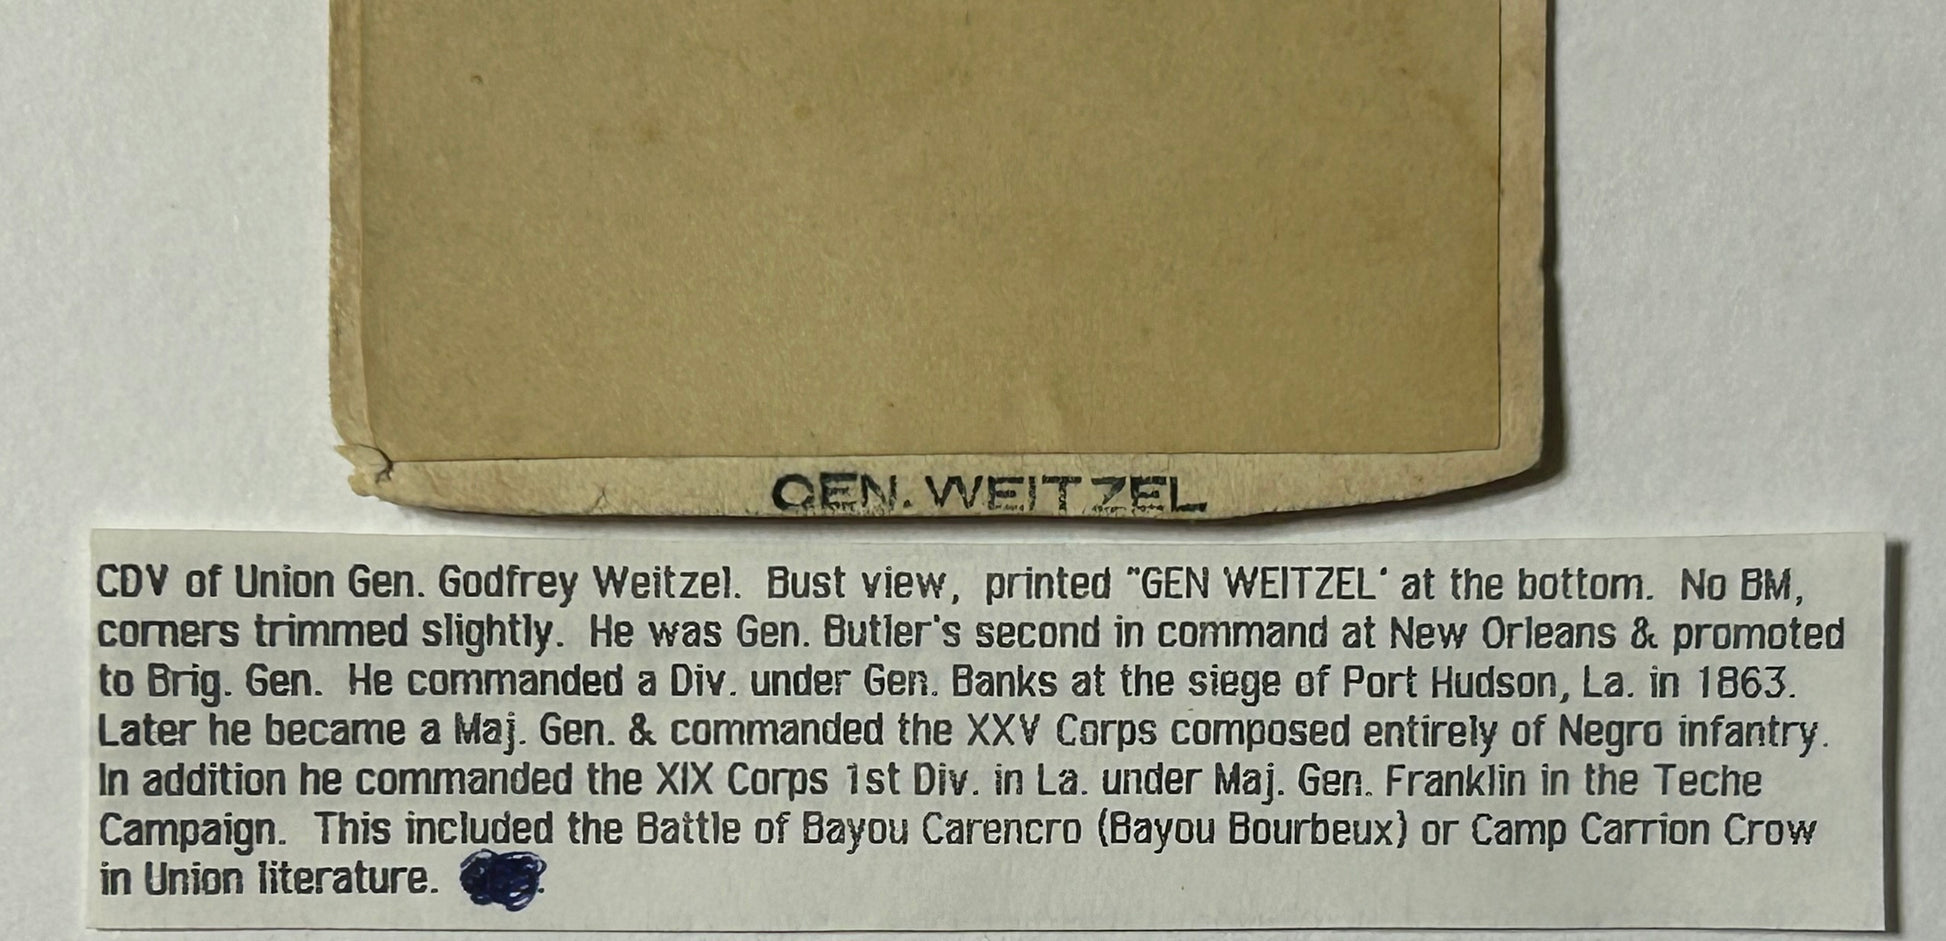 GEN. WEITZEL
CDV of Union Gen. Godfrey Weitzel. Bust view, printed "GEN WEITZEL" at the bottom. No BM,
corners trimmed slightly. He was Gen. Butler's second in command at New Orleans & promoted
to Brig. Gen. He commanded a Div. under Gen. Banks at the siege of Port Hudson, La. in 1863.
Later he became a Maj. Gen. & commanded the XXV Corps composed entirely of Negro infantry.
In addition he commanded the XIX Corps 1st Div. in La. under Maj. Gen. Franklin in the Teche
Campaign. This included the Battle of Bayou Carencro (Bayou Bourbeux) or Camp Carrion Crow
in Union literature.